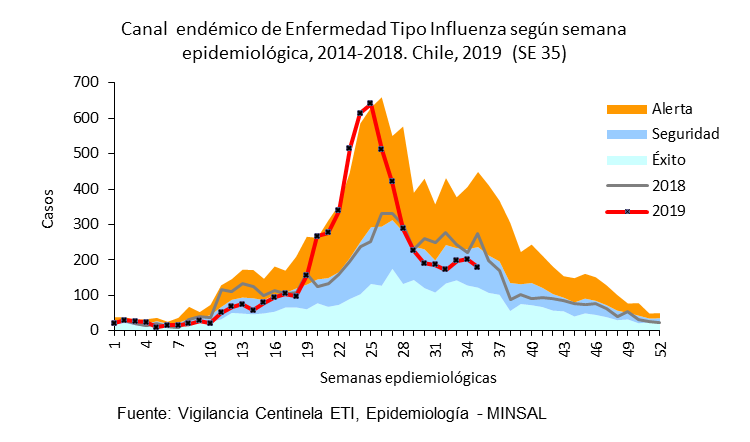 Canal endémico de Enfermedad Tipo Influenza según semana
epidemiológica, 2014-2018. Chile, 2019 (SE 35)
700
600
500
400
300
200
100
0
Casos
Alerta
Seguridad
Éxito
2018
2019
1 4 7 10 13 16 19 22 25 28 31 34 37 40 43 46 49 52
Semanas epdiemiológicas
Fuente: Vigilancia Centinela ETI, Epidemiología - MINSAL